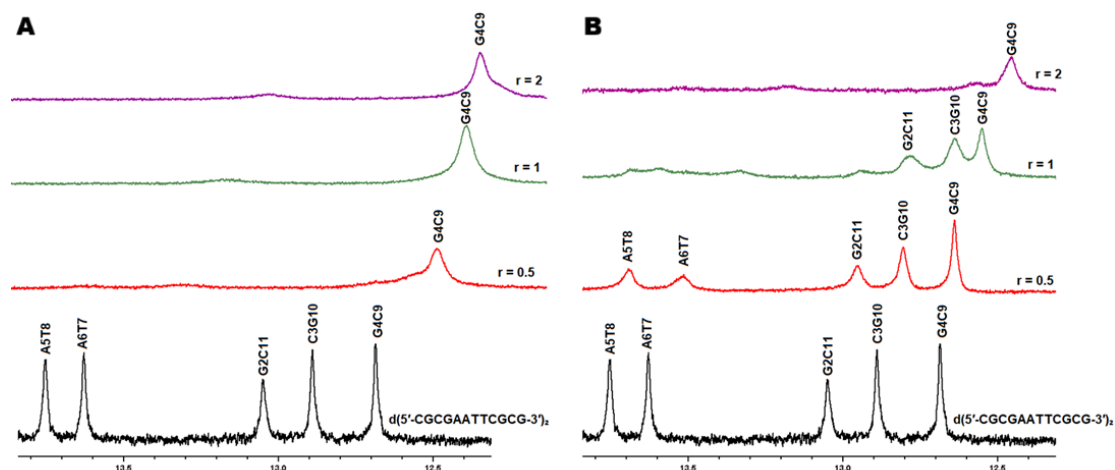 A
G4C9
r = 2
G4C9
r = 1
G4C9
r = 0.5
A5T8
A6T7
G2C11
C3G10
G4C9
d(5'-CGCGAATTCGCG-3')₂
13.5
13.0
12.5
B
G4C9
r = 2
G2C11
C3G10
G4C9
r = 1
A5T8
A6T7
G2C11
C3G10
G4C9
r = 0.5
A5T8
A6T7
G2C11
C3G10
G4C9
d(5'-CGCGAATTCGCG-3')₂
13.5
13.0
12.5